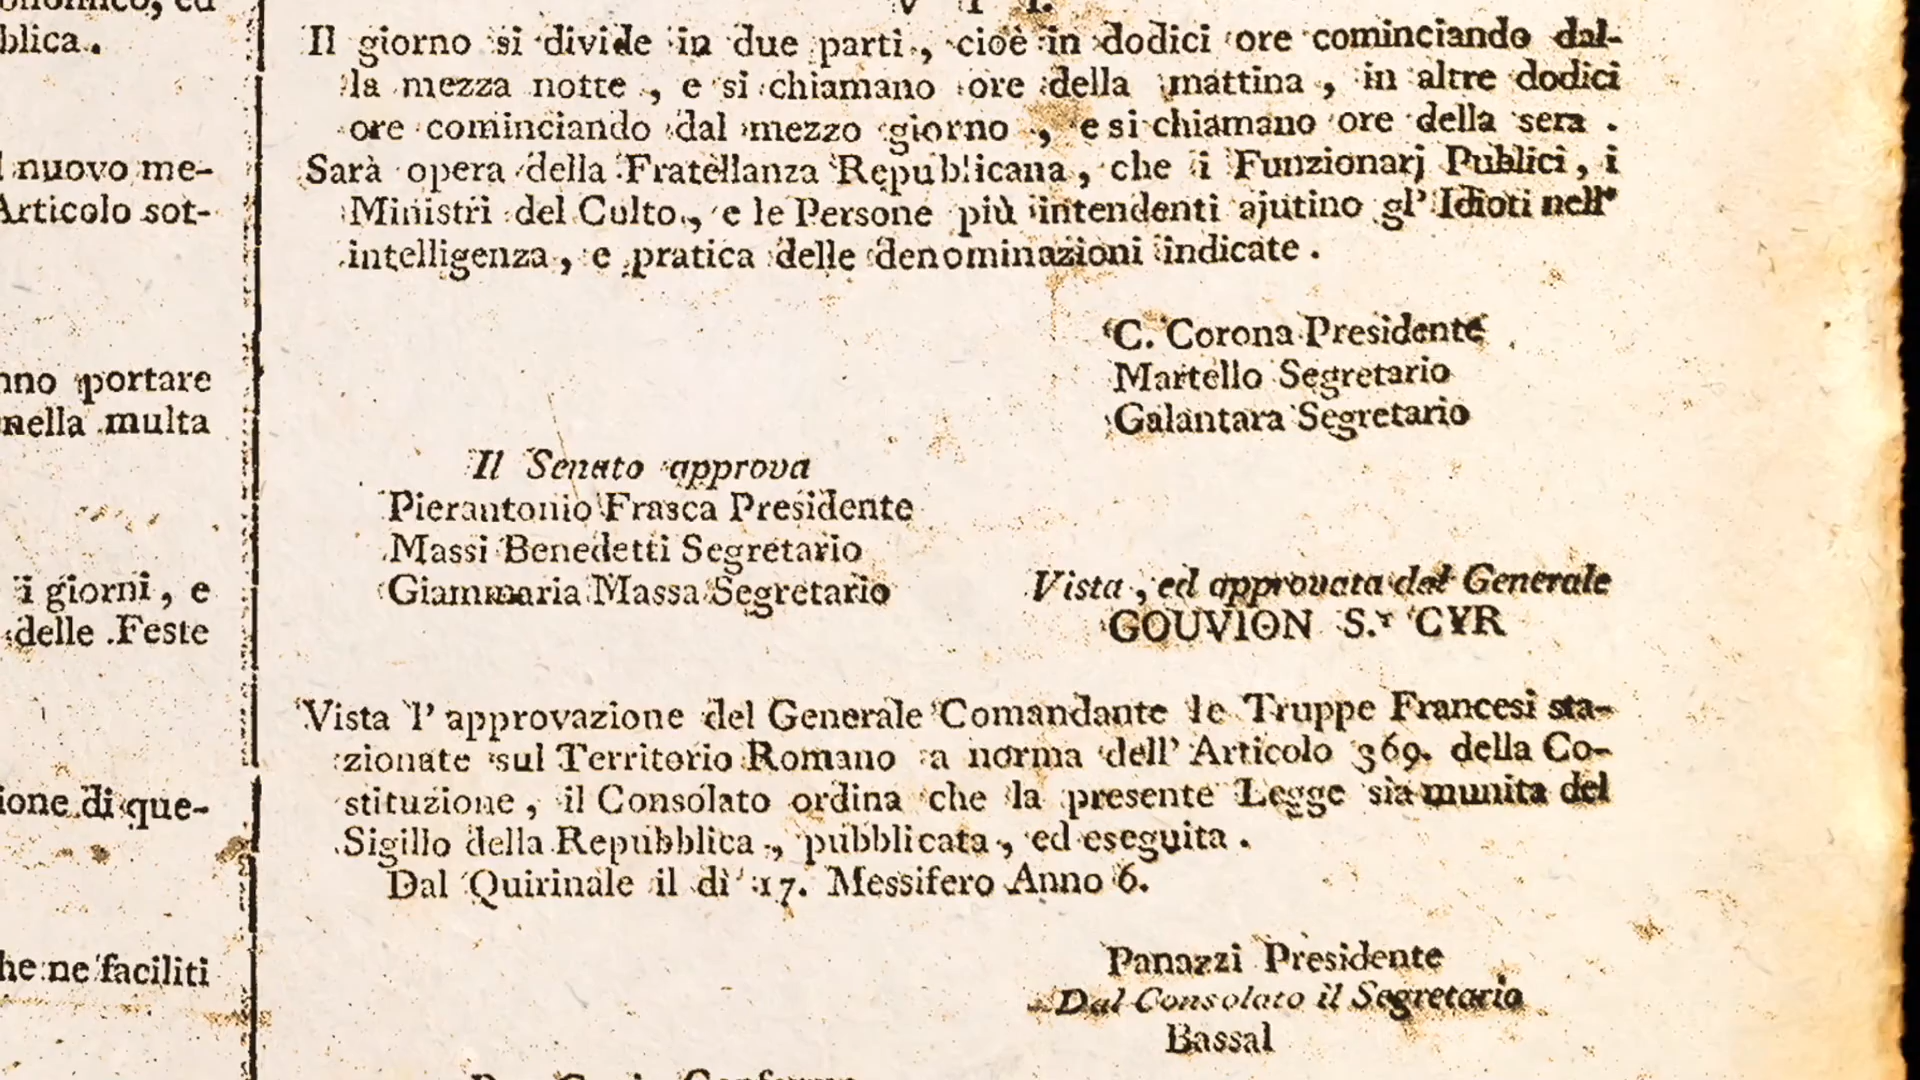 blica.
nuovo me-
Articolo sot-
portare
nella multa
i giorni, e
delle Feste
di que-
ne faciliti
Il giorno si divide in due parti, cioè in dodici ore cominciando dal-
la mezza notte, e si chiamano ore della mattina, in altre dodici
ore cominciando dal mezzo giorno, e si chiamano ore della sera.
Sarà opera della Fratellanza Republicana, che i Funzionarj Publici, i
Ministri del Culto, e le Persone più intendenti ajutino gl' Idioti nell'
intelligenza, e pratica delle denominazioni indicate.
C. Corona Presidente
Martello Segretario
Galantara Segretario
Il Senato approva
Pierantonio Frasca Presidente
Massi Benedetti Segretario
Giammaria Massa Segretario
Vista, ed approvata dal Generale
GOUVION S.T CYR
Vista l' approvazione del Generale Comandante le Truppe Francesi sta-
zionate sul Territorio Romano a norma dell' Articolo 369. della Co-
stituzione, il Consolato ordina che la presente Legge sia munita del
Sigillo della Repubblica, pubblicata, ed eseguita.
Dal Quirinale il dì 17. Messifero Anno 6.
Panazzi Presidente
Dal Consolato il Segretario
Bassal